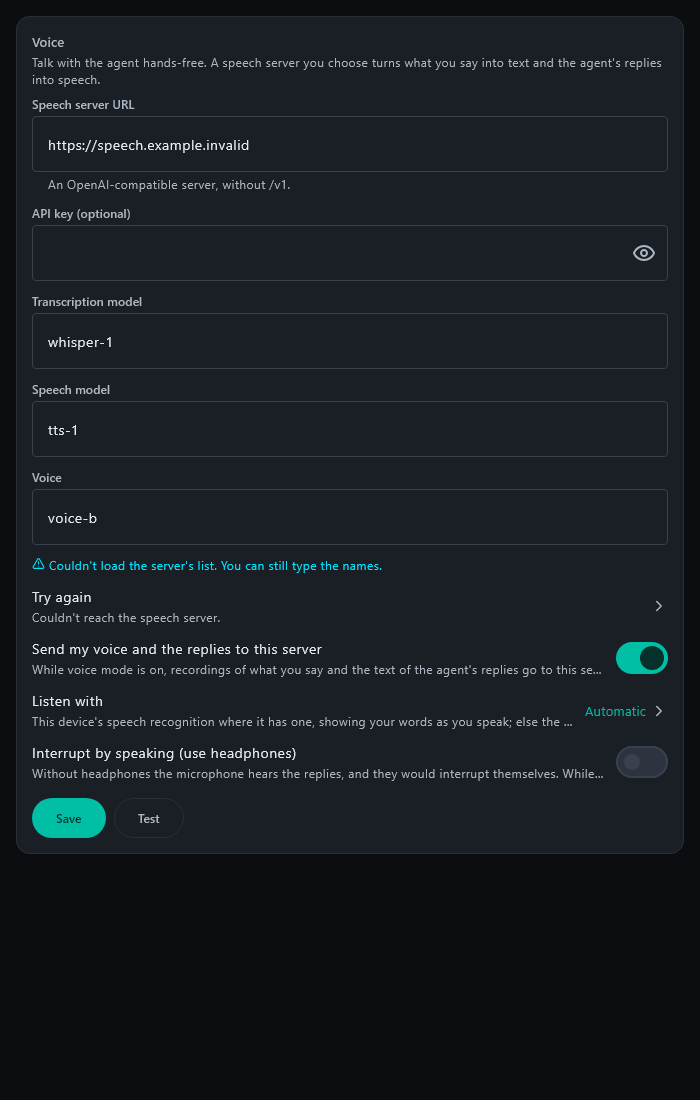 Voice
Talk with the agent hands-free. A speech server you choose turns what you say into text and the agent's replies
into speech.
Speech server URL
https://speech.example.invalid
An OpenAI-compatible server, without /v1.
API key (optional)
Transcription model
whisper-1
Speech model
tts-1
Voice
voice-b
Couldn't load the server's list. You can still type the names.
Try again
Couldn't reach the speech server.
Send my voice and the replies to this server
While voice mode is on, recordings of what you say and the text of the agent's replies go to this se...
Listen with
This device's speech recognition where it has one, showing your words as you speak; else the ...
Automatic
Interrupt by speaking (use headphones)
Without headphones the microphone hears the replies, and they would interrupt themselves. While...
Save
Test